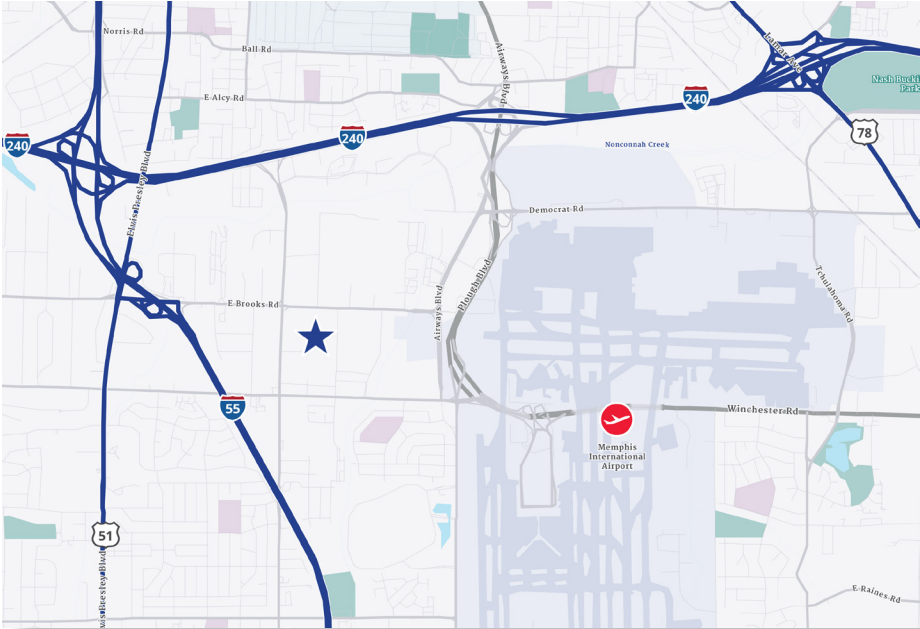 Norris Rd
Ball Rd
Airways Blvd
Lamar Ave
Nash Bucki
Park
E Alcy Rd
240
240
240
78
Nonconnah Creek
Elvis Presley Blvd
Democrat Rd
Plough Blvd
Airways Blvd
E Brooks Rd
Tchulahoma Rd
55
Winchester Rd
Memphis
International
Airport
51
vis Presley Blvd
E Raines Rd